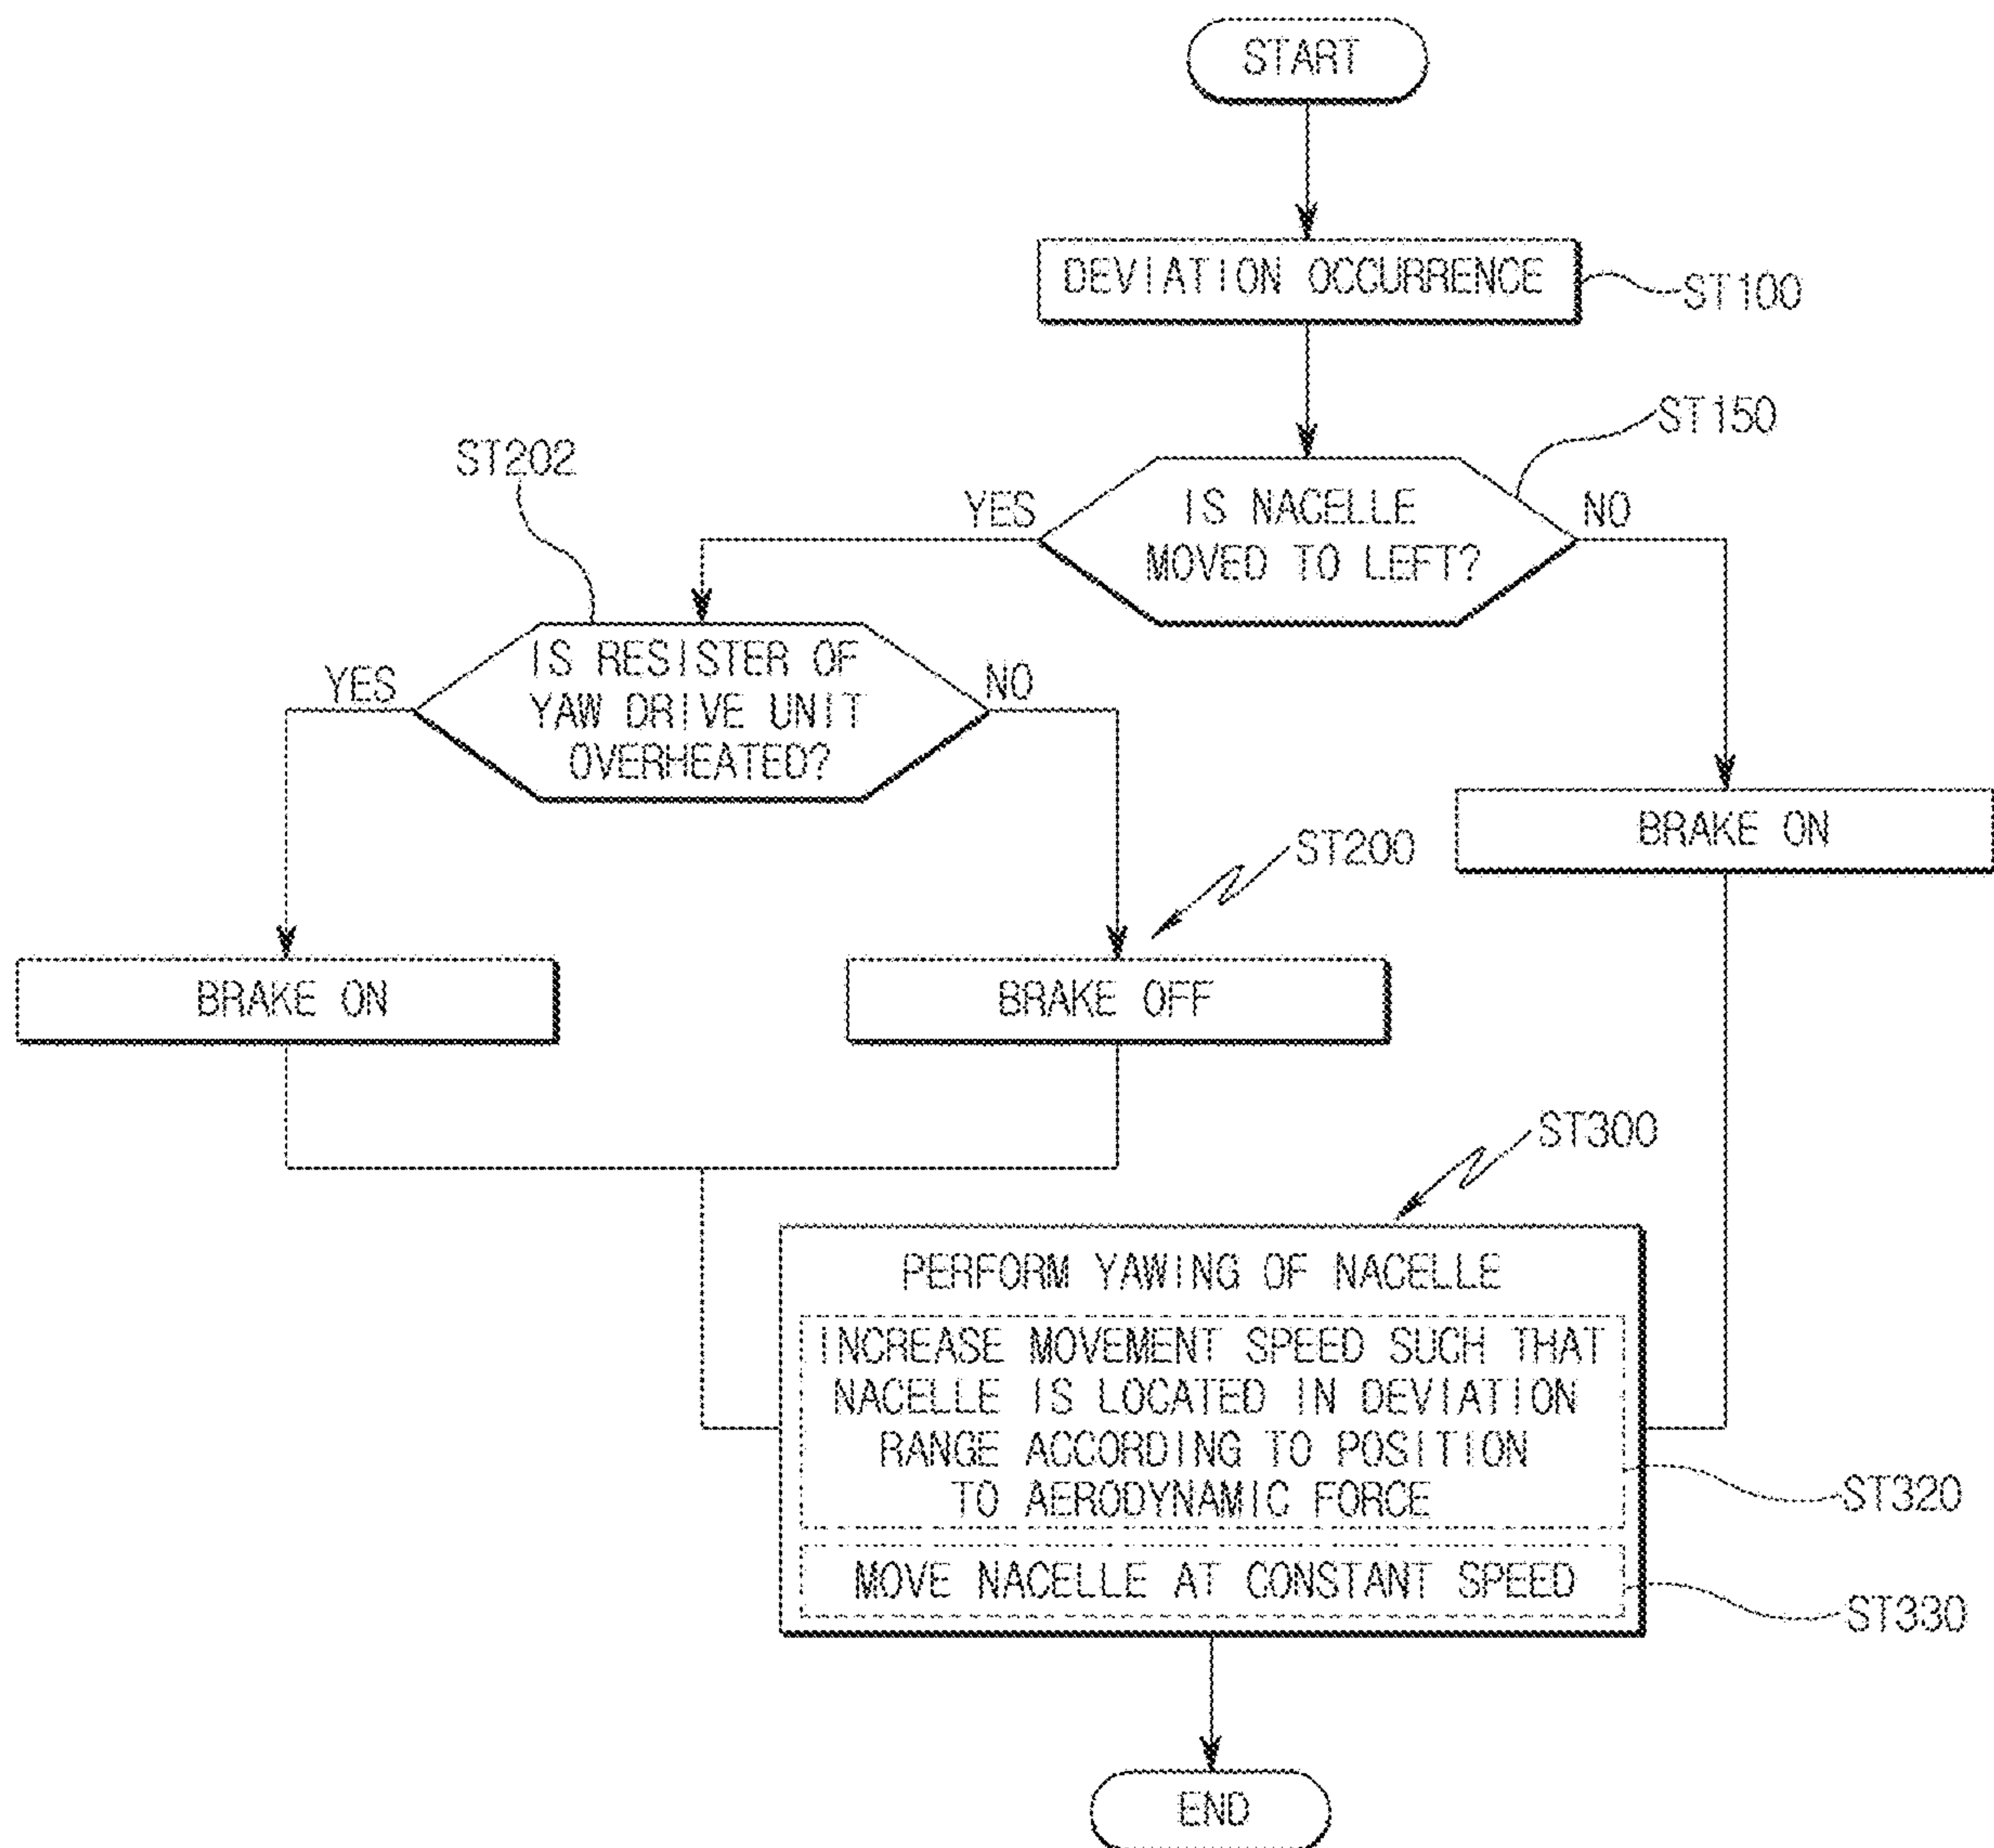 START
DEVIATION OCCURRENCE
ST100
ST150
ST202
YES
IS NACELLE
MOVED TO LEFT?
NO
YES
IS RESISTER OF
YAW DRIVE UNIT
OVERHEATED?
NO
BRAKE ON
ST200
BRAKE ON
BRAKE OFF
ST300
PERFORM YAWING OF NACELLE
INCREASE MOVEMENT SPEED SUCH THAT
NACELLE IS LOCATED IN DEVIATION
RANGE ACCORDING TO POSITION
TO AERODYNAMIC FORCE
ST320
MOVE NACELLE AT CONSTANT SPEED
ST330
END